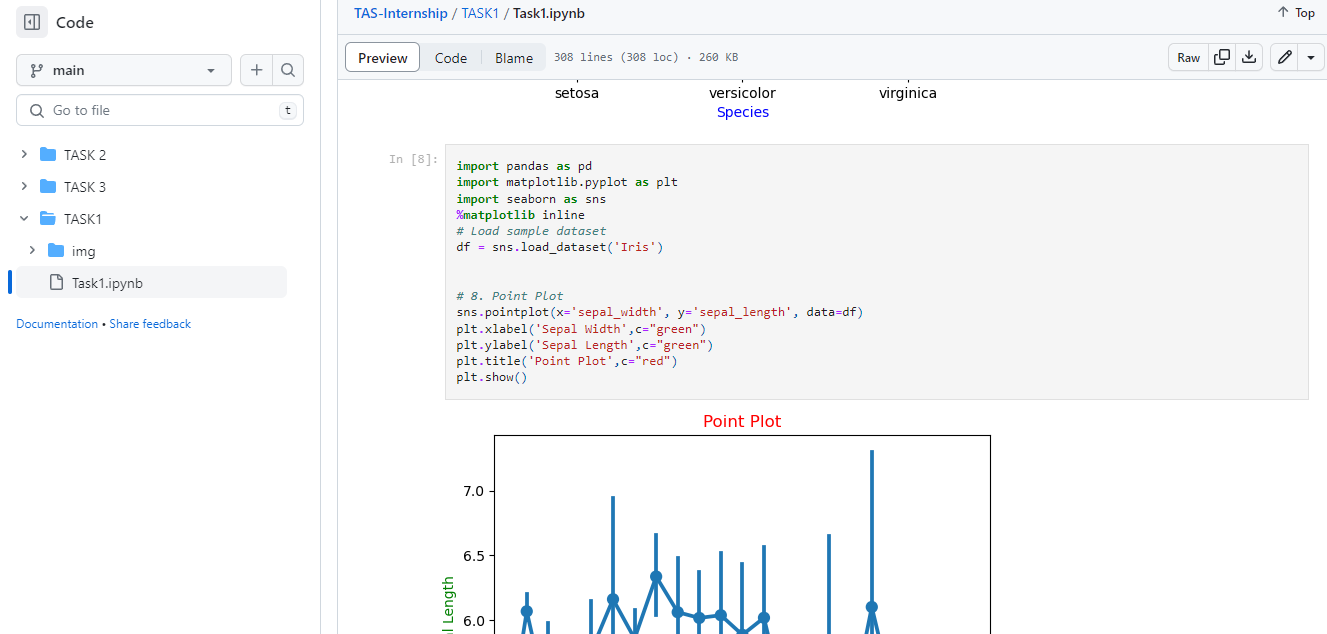 Code
TAS-Internship / TASK1 / Task1.ipynb
Top
main
Preview Code Blame 308 lines (308 loc) · 260 KB
Raw
Go to file t
TASK 2
TASK 3
TASK1
img
Task1.ipynb
Documentation • Share feedback
setosa versicolor virginica
Species
In [8]:
import pandas as pd
import matplotlib.pyplot as plt
import seaborn as sns
%matplotlib inline
# Load sample dataset
df = sns.load_dataset('Iris')
# 8. Point Plot
sns.pointplot(x='sepal_width', y='sepal_length', data=df)
plt.xlabel('Sepal Width',c="green")
plt.ylabel('Sepal Length',c="green")
plt.title('Point Plot',c="red")
plt.show()
Point Plot
7.0
6.5
6.0
Length